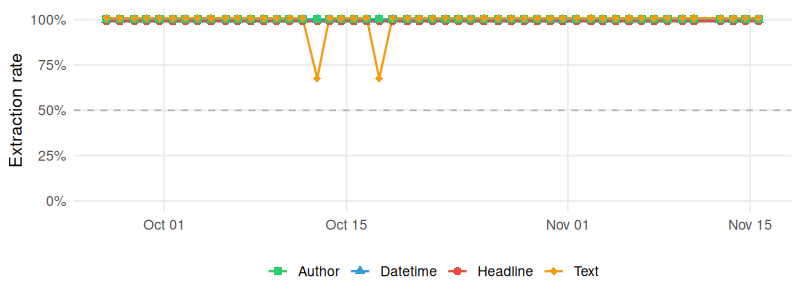 Extraction rate
100%
75%
50%
25%
0%
Oct 01 Oct 15 Nov 01 Nov 15
Author Datetime Headline Text